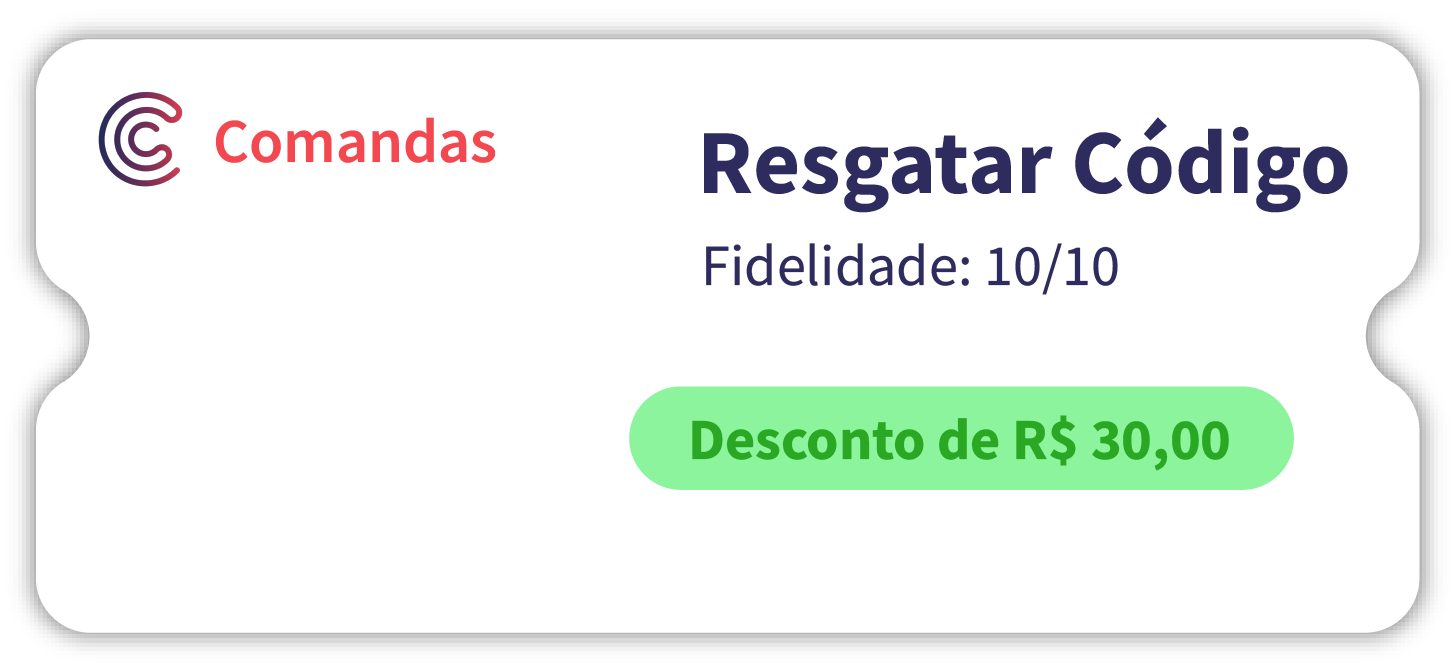 Comandas
Resgatar Código
Fidelidade: 10/10
Desconto de R$ 30,00